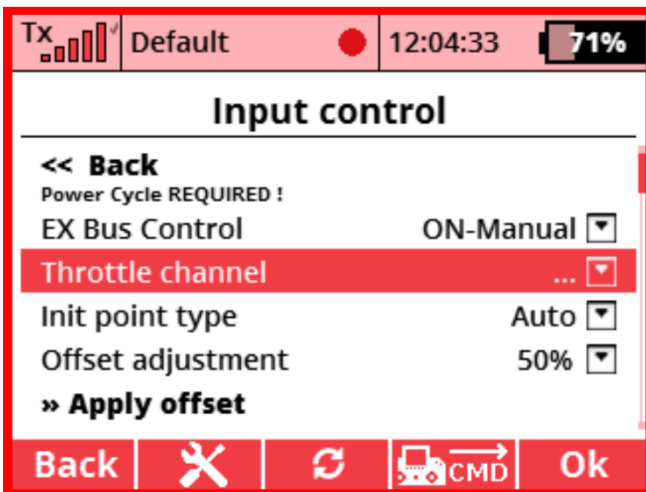 Tx Default 12:04:33 71%
Input control
<< Back
Power Cycle REQUIRED !
EX Bus Control ON-Manual
Throttle channel ...
Init point type Auto
Offset adjustment 50%
» Apply offset
Back CMD Ok